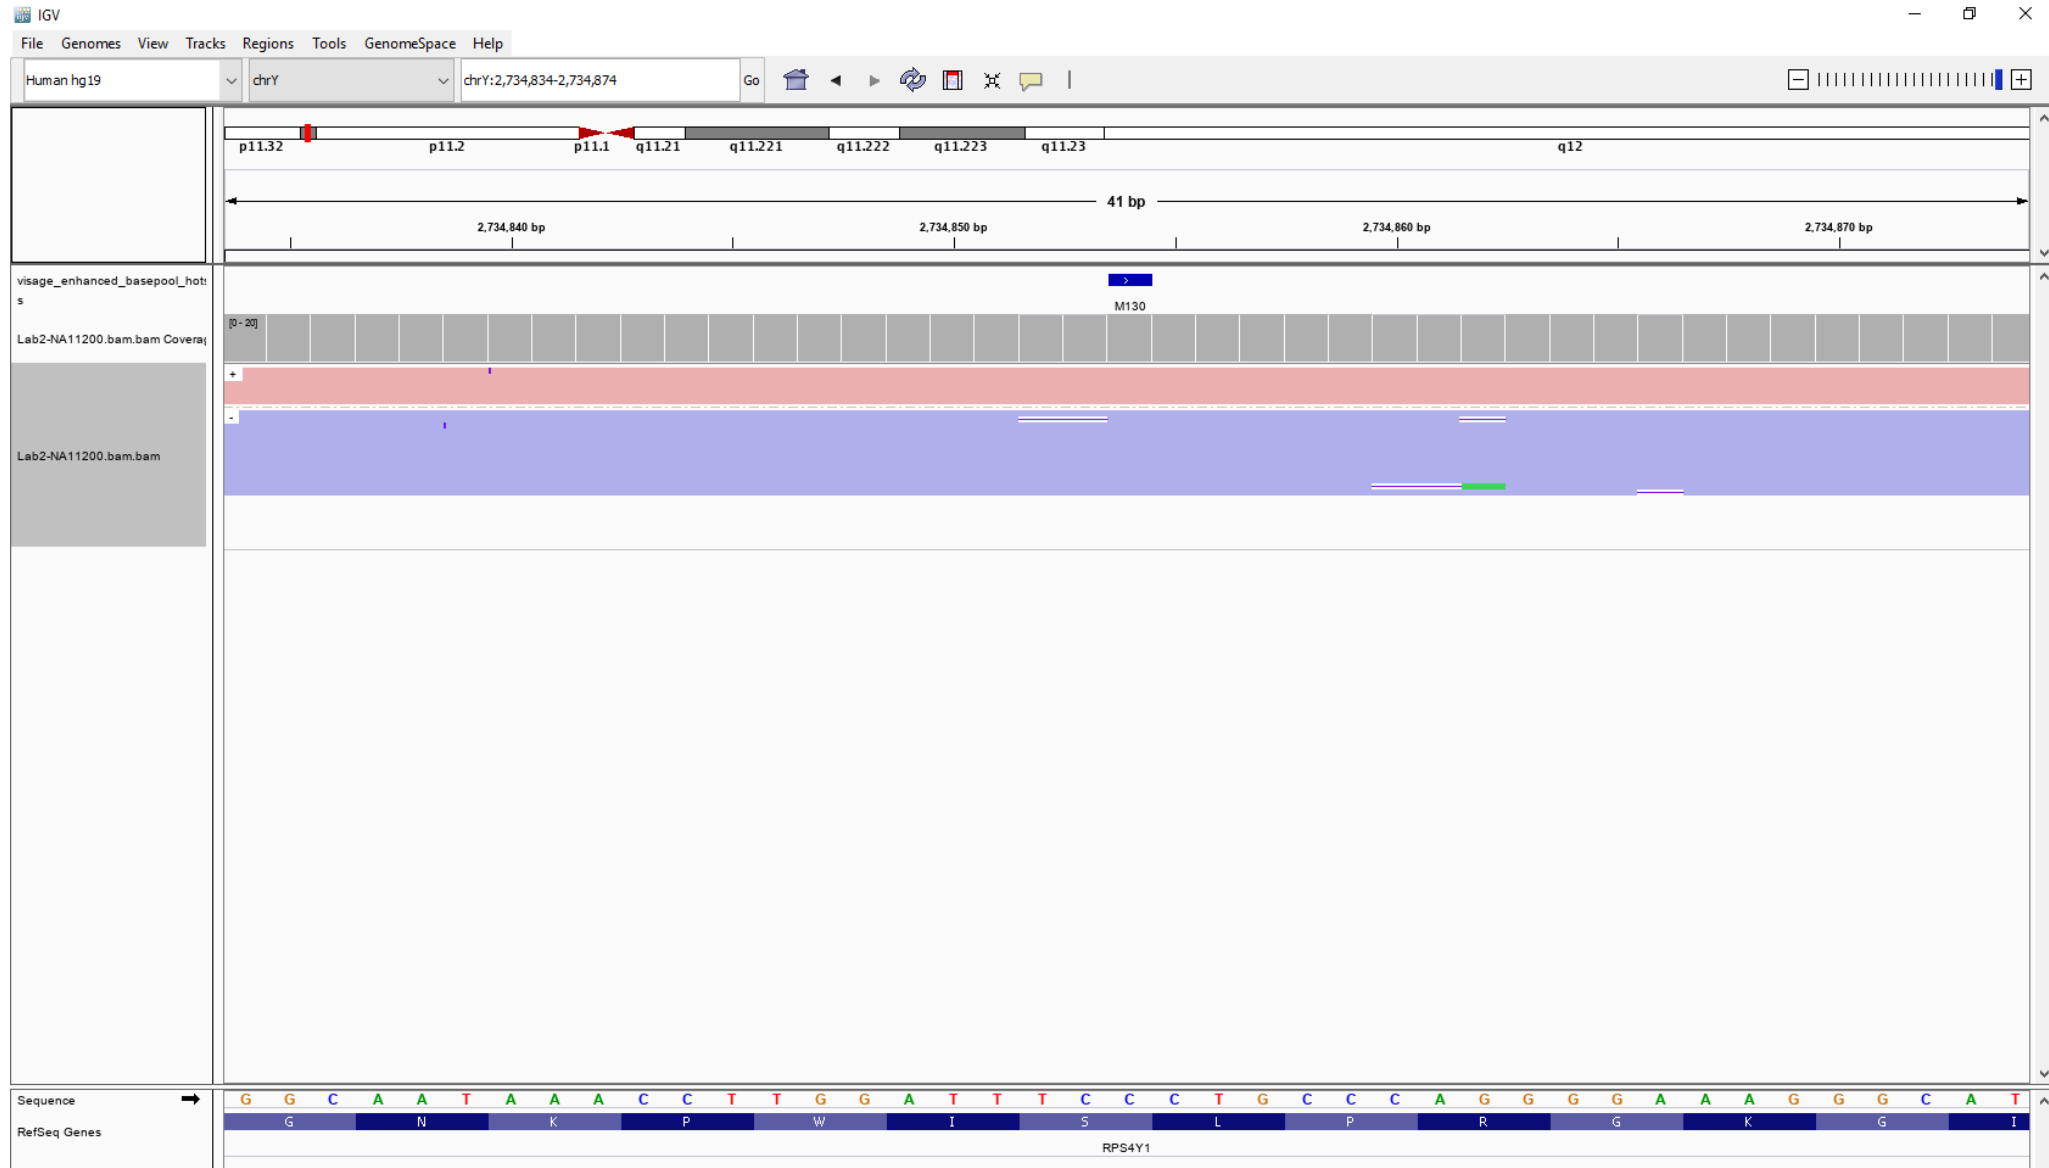 IGV
File Genomes View Tracks Regions Tools GenomeSpace Help
Human hg19 chrY chrY:2,734,834-2,734,874 Go
p11.32 p11.2 p11.1 q11.21 q11.221 q11.222 q11.223 q11.23 q12
41 bp
2,734,840 bp 2,734,850 bp 2,734,860 bp 2,734,870 bp
visage_enhanced_basepool_hot
s
M130
[0 - 20]
Lab2-NA11200.bam.bam Covera
+
-
Lab2-NA11200.bam.bam
Sequence G G C A A T A A A C C T T G G A T T T C C C T G C C C A G G G G A A A G G G C A T
G N K P W I S L P R G K G I
RefSeq Genes
RPS4Y1